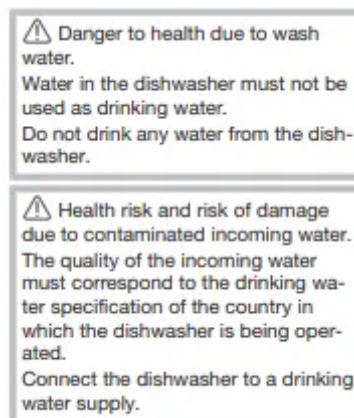 ⚠ Danger to health due to wash
water.
Water in the dishwasher must not be
used as drinking water.
Do not drink any water from the dish-
washer.
⚠ Health risk and risk of damage
due to contaminated incoming water.
The quality of the incoming water
must correspond to the drinking wa-
ter specification of the country in
which the dishwasher is being oper-
ated.
Connect the dishwasher to a drinking
water supply.